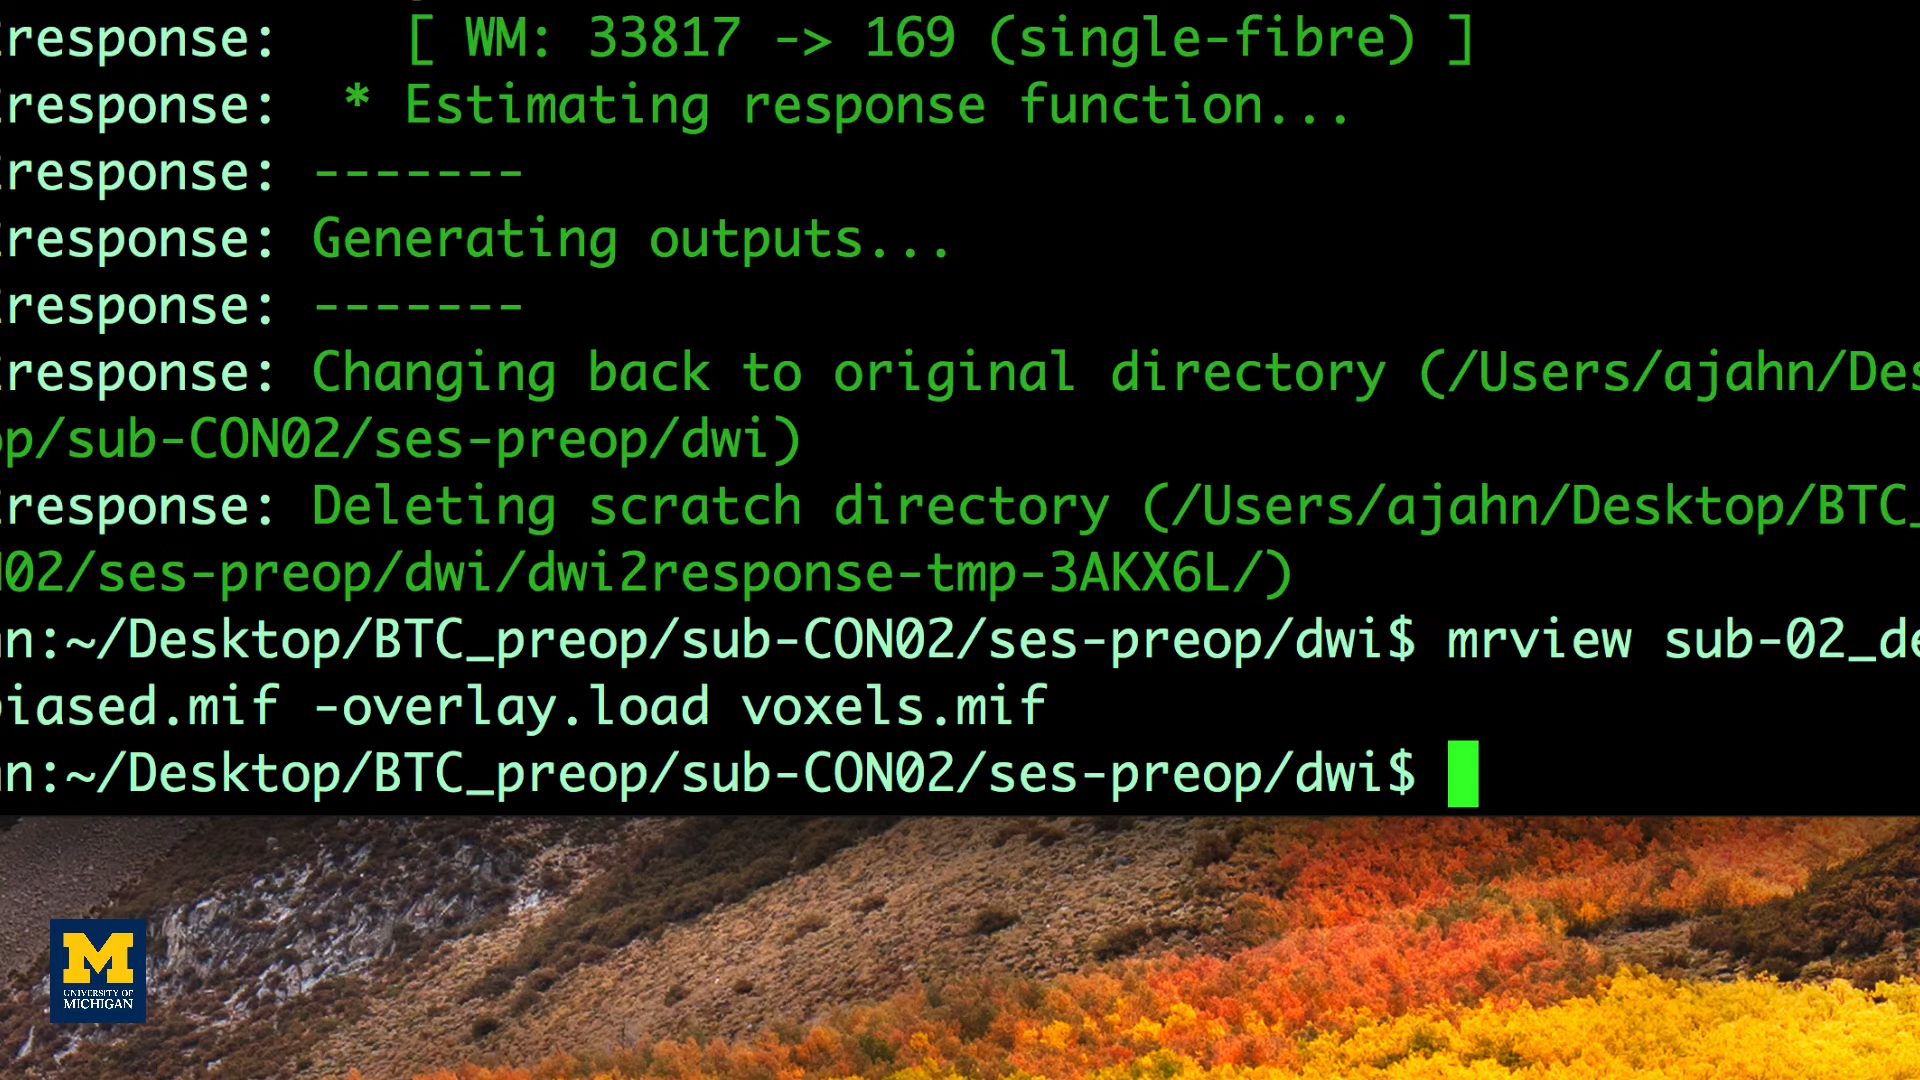 response: [ WM: 33817 -> 169 (single-fibre) ]
response: * Estimating response function...
response: -------
response: Generating outputs...
response: -------
response: Changing back to original directory (/Users/ajahn/Des
op/sub-CON02/ses-preop/dwi)
response: Deleting scratch directory (/Users/ajahn/Desktop/BTC_
N02/ses-preop/dwi/dwi2response-tmp-3AKX6L/)
n:~/Desktop/BTC_preop/sub-CON02/ses-preop/dwi$ mrview sub-02_de
biased.mif -overlay.load voxels.mif
n:~/Desktop/BTC_preop/sub-CON02/ses-preop/dwi$
M
UNIVERSITY OF
MICHIGAN